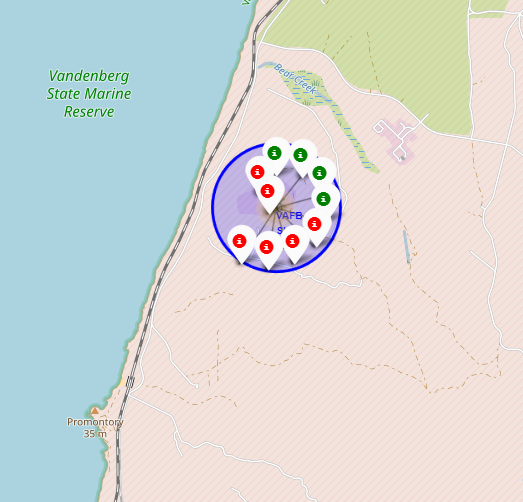 Vandenberg
State Marine
Reserve
Bear Creek
VAFB
Promontory
35 m